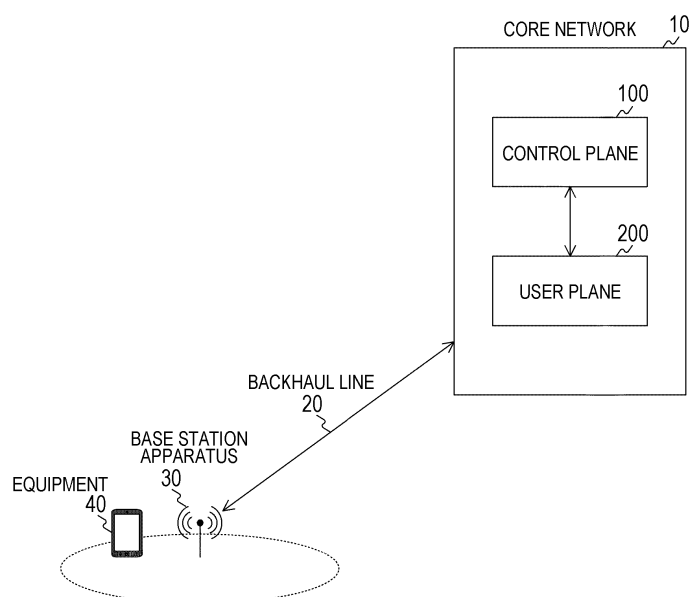 CORE NETWORK
10
100
CONTROL PLANE
200
USER PLANE
BACKHAUL LINE
20
BASE STATION
APPARATUS
30
EQUIPMENT
40